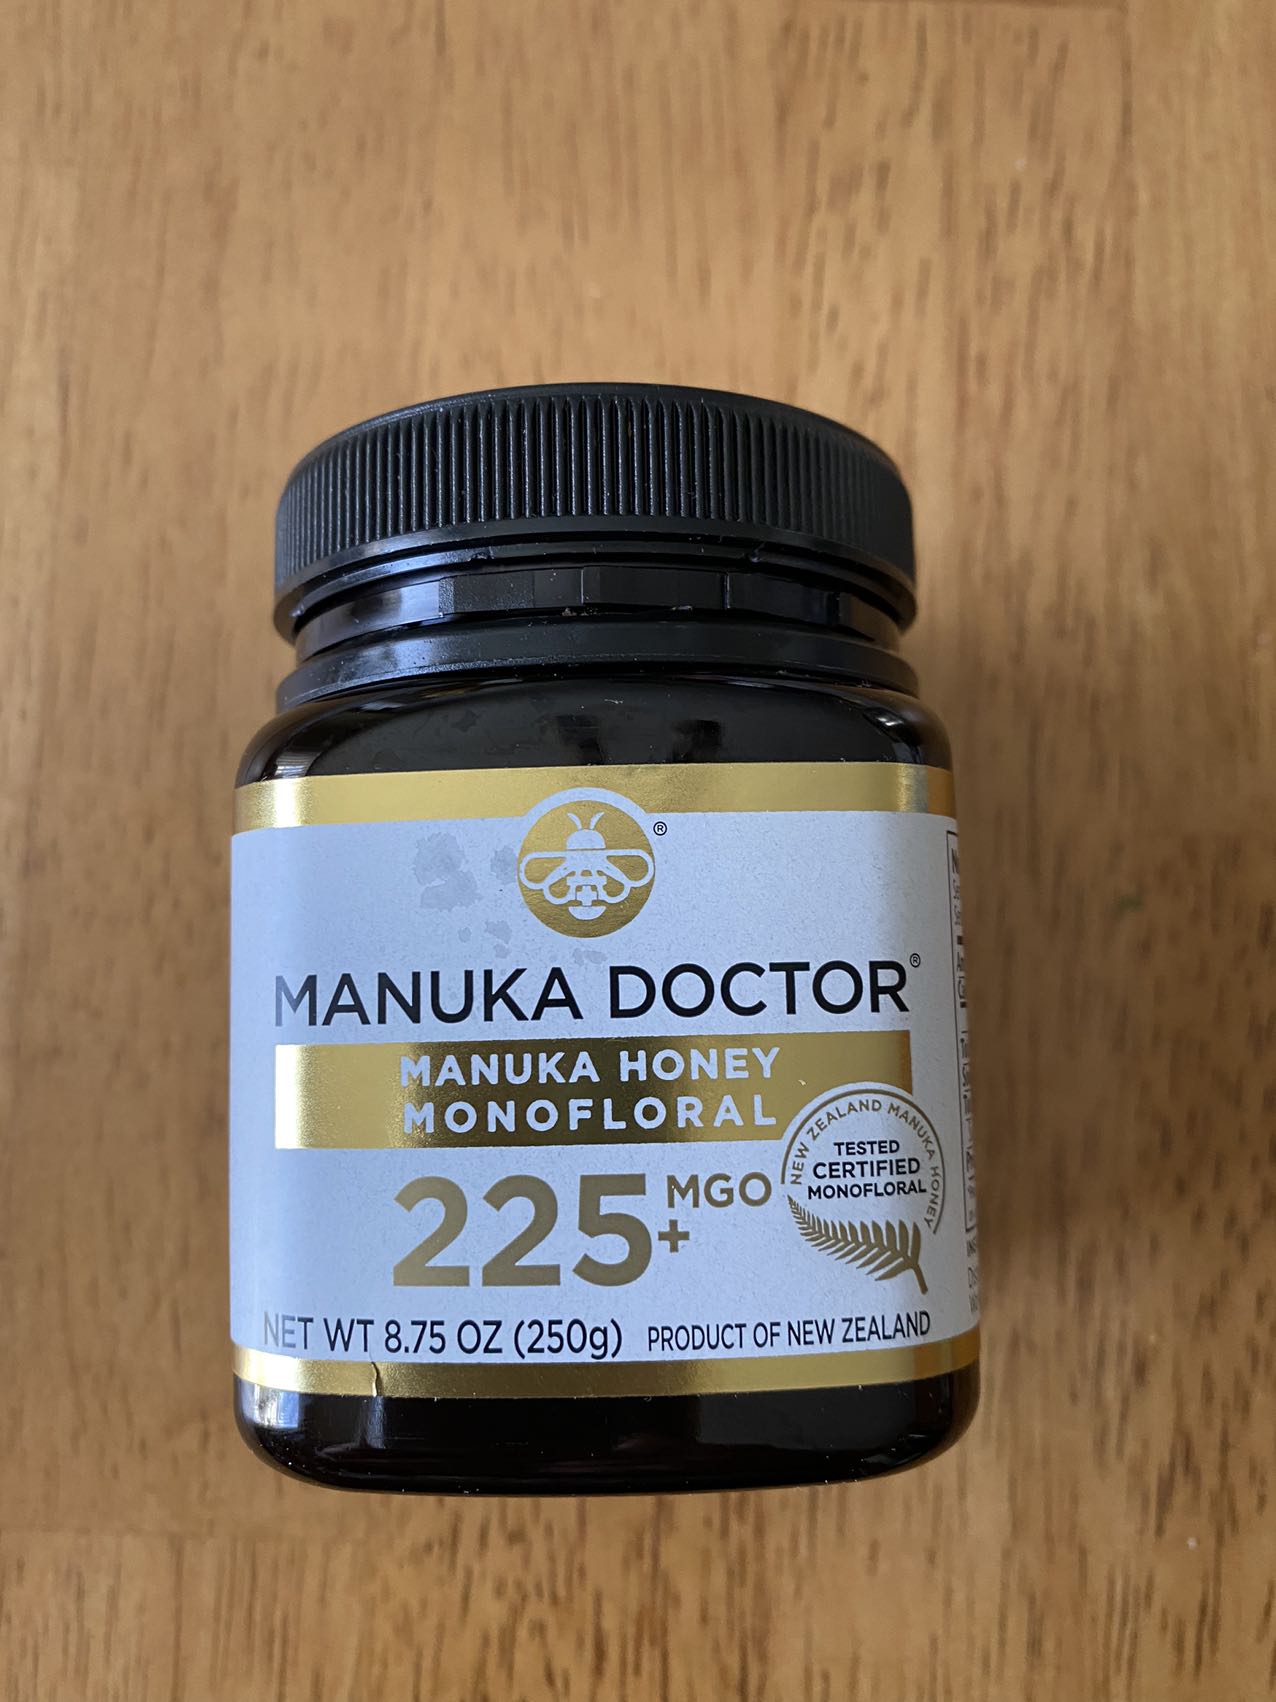 ®
MANUKA DOCTOR®
MANUKA HONEY
MONOFLORAL
225+ MGO
NEW ZEALAND MANUKA HONEY
TESTED
CERTIFIED
MONOFLORAL
NET WT 8.75 OZ (250g) PRODUCT OF NEW ZEALAND